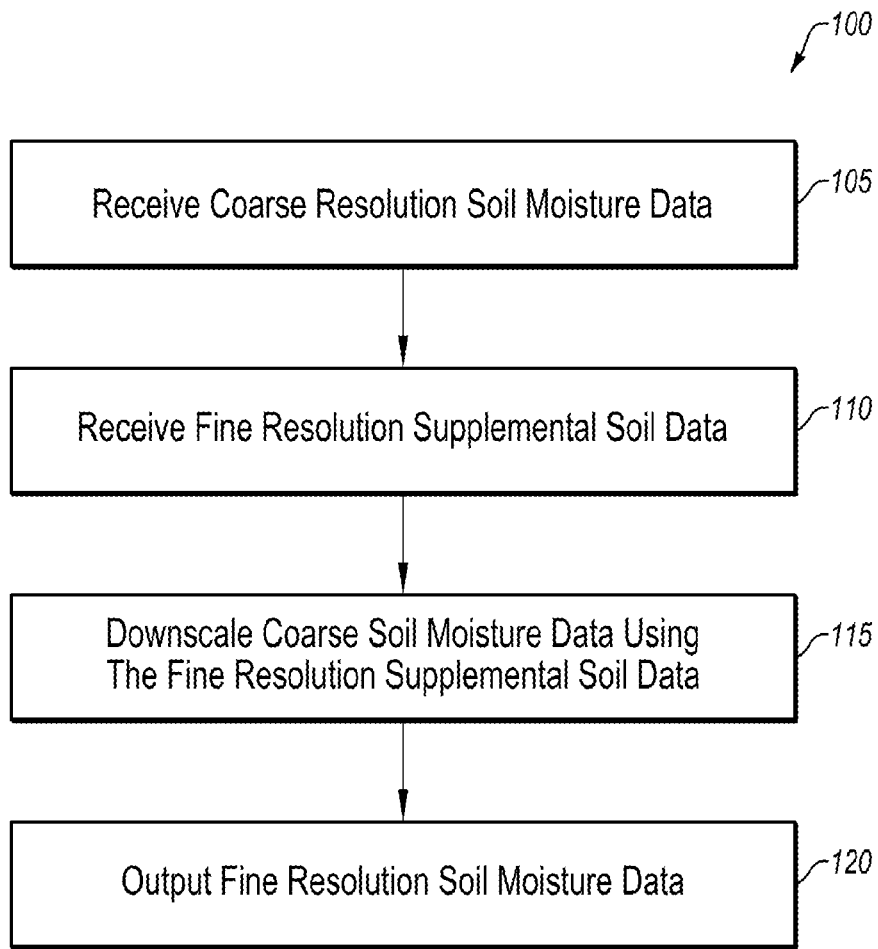 100
Receive Coarse Resolution Soil Moisture Data
105
Receive Fine Resolution Supplemental Soil Data
110
Downscale Coarse Soil Moisture Data Using
The Fine Resolution Supplemental Soil Data
115
Output Fine Resolution Soil Moisture Data
120